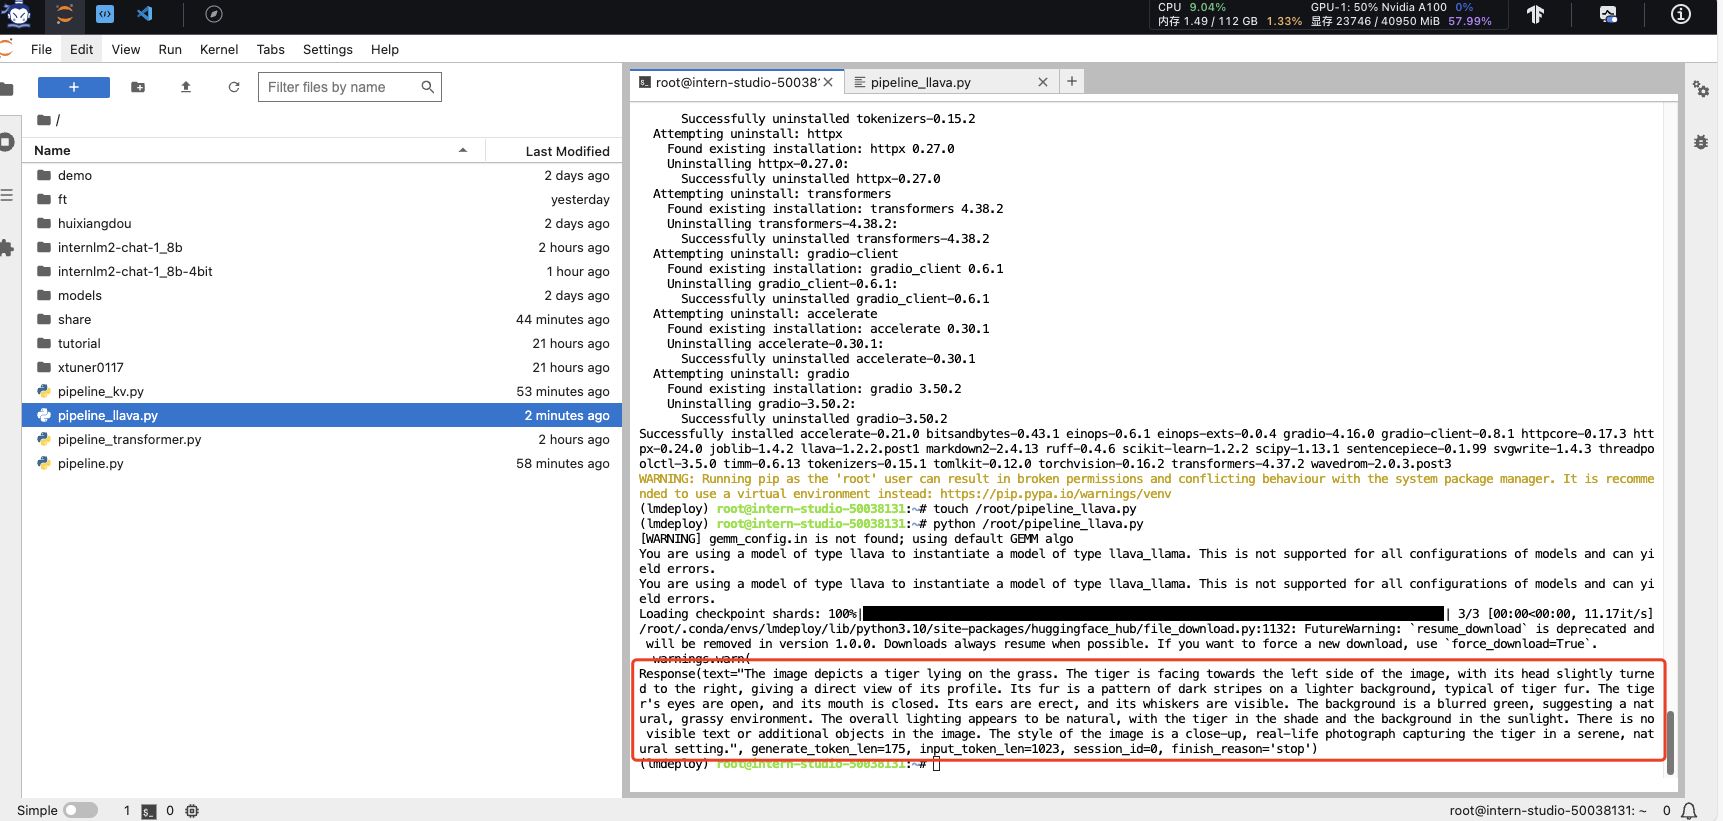 CPU 9.04%
GPU-1: 50% Nvidia A100 0%
内存 1.49 / 112 GB 1.33%
显存 23746 / 40950 MiB 57.99%
File Edit View Run Kernel Tabs Settings Help
+
Filter files by name
/
Name Last Modified
demo 2 days ago
ft yesterday
huixiangdou 2 days ago
internlm2-chat-1_8b 2 hours ago
internlm2-chat-1_8b-4bit 1 hour ago
models 2 days ago
share 44 minutes ago
tutorial 21 hours ago
xtuner0117 21 hours ago
pipeline_kv.py 53 minutes ago
pipeline_llava.py 2 minutes ago
pipeline_transformer.py 2 hours ago
pipeline.py 58 minutes ago
root@intern-studio-50038 pipeline_llava.py
Successfully uninstalled tokenizers-0.15.2
Attempting uninstall: httpx
Found existing installation: httpx 0.27.0
Uninstalling httpx-0.27.0:
Successfully uninstalled httpx-0.27.0
Attempting uninstall: transformers
Found existing installation: transformers 4.38.2
Uninstalling transformers-4.38.2:
Successfully uninstalled transformers-4.38.2
Attempting uninstall: gradio-client
Found existing installation: gradio_client 0.6.1
Uninstalling gradio_client-0.6.1:
Successfully uninstalled gradio_client-0.6.1
Attempting uninstall: accelerate
Found existing installation: accelerate 0.30.1
Uninstalling accelerate-0.30.1:
Successfully uninstalled accelerate-0.30.1
Attempting uninstall: gradio
Found existing installation: gradio 3.50.2
Uninstalling gradio-3.50.2:
Successfully uninstalled gradio-3.50.2
Successfully installed accelerate-0.21.0 bitsandbytes-0.43.1 einops-0.6.1 einops-exts-0.0.4 gradio-4.16.0 gradio-client-0.8.1 httpcore-0.17.3 htt
px-0.24.0 joblib-1.4.2 llava-1.2.2.post1 markdown2-2.4.13 ruff-0.4.6 scikit-learn-1.2.2 scipy-1.13.1 sentencepiece-0.1.99 svgwrite-1.4.3 threadpo
olctl-3.5.0 timm-0.6.13 tokenizers-0.15.1 tomlkit-0.12.0 torchvision-0.16.2 transformers-4.37.2 wavedrom-2.0.3.post3
WARNING: Running pip as the 'root' user can result in broken permissions and conflicting behaviour with the system package manager. It is recomme
nded to use a virtual environment instead: https://pip.pypa.io/warnings/venv
(lmdeploy) root@intern-studio-50038131:~# touch /root/pipeline_llava.py
(lmdeploy) root@intern-studio-50038131:~# python /root/pipeline_llava.py
[WARNING] gemm_config.in is not found; using default GEMM algo
You are using a model of type llava to instantiate a model of type llava_llama. This is not supported for all configurations of models and can yi
eld errors.
You are using a model of type llava to instantiate a model of type llava_llama. This is not supported for all configurations of models and can yi
eld errors.
Loading checkpoint shards: 100%| | 3/3 [00:00<00:00, 11.17it/s]
/root/.conda/envs/lmdeploy/lib/python3.10/site-packages/huggingface_hub/file_download.py:1132: FutureWarning: `resume_download` is deprecated and
will be removed in version 1.0.0. Downloads always resume when possible. If you want to force a new download, use `force_download=True`.
warnings.warn(
Response(text="The image depicts a tiger lying on the grass. The tiger is facing towards the left side of the image, with its head slightly turne
d to the right, giving a direct view of its profile. Its fur is a pattern of dark stripes on a lighter background, typical of tiger fur. The tige
r's eyes are open, and its mouth is closed. Its ears are erect, and its whiskers are visible. The background is a blurred green, suggesting a nat
ural, grassy environment. The overall lighting appears to be natural, with the tiger in the shade and the background in the sunlight. There is no
visible text or additional objects in the image. The style of the image is a close-up, real-life photograph capturing the tiger in a serene, nat
ural setting.", generate_token_len=175, input_token_len=1023, session_id=0, finish_reason='stop')
(lmdeploy) root@intern-studio-50038131:~#
Simple 1 0 root@intern-studio-50038131: ~ 0